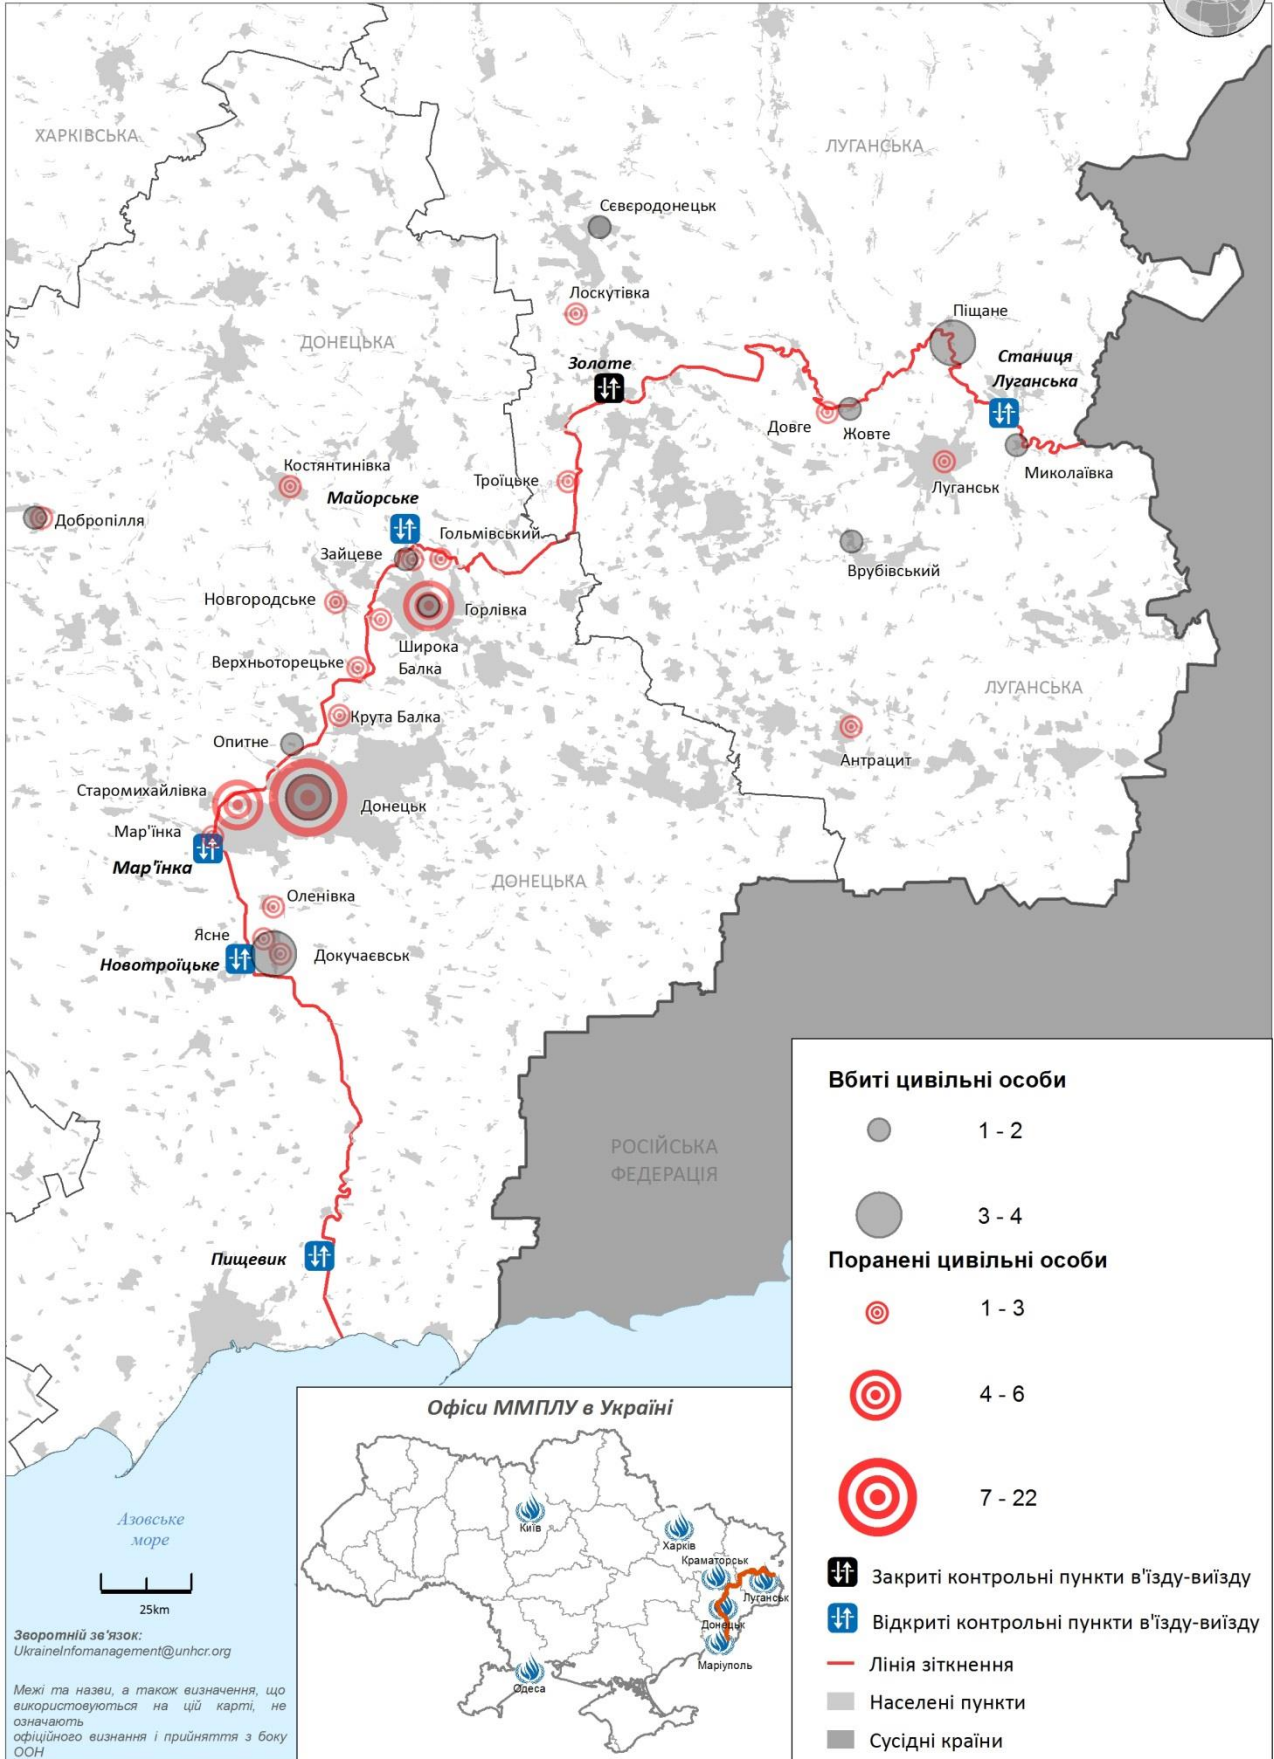 ХАРКІВСЬКА
ЛУГАНСЬКА
Сєвєродонецьк
Лоскутівка
Піщане
ДОНЕЦЬКА
Золоте
Станиця
Луганська
Довге
Жовте
Костянтинівка
Троїцьке
Луганськ
Миколаївка
Майорське
Добропілля
Гольмівський
Зайцеве
Врубівський
Новгородське
Горлівка
Широка
Балка
Верхньоторецьке
ЛУГАНСЬКА
Крута Балка
Опитне
Антрацит
Старомихайлівка
Донецьк
Мар'їнка
Мар'їнка
ДОНЕЦЬКА
Оленівка
Ясне
Докучаєвськ
Новотроїцьке
РОСІЙСЬКА
ФЕДЕРАЦІЯ
Пищевик
Азовське
море
25km
Зворотній зв'язок:
UkraineInfomanagement@unhcr.org
Межі та назви, а також визначення, що
використовуються на цій карті, не
означають
офіційного визнання і прийняття з боку
ООН
Офіси ММПЛУ в Україні
Київ
Харків
Краматорськ
Луганськ
Донецьк
Маріуполь
Одеса
Вбиті цивільні особи
1 - 2
3 - 4
Поранені цивільні особи
1 - 3
4 - 6
7 - 22
Закриті контрольні пункти в'їзду-виїзду
Відкриті контрольні пункти в'їзду-виїзду
Лінія зіткнення
Населені пункти
Сусідні країни